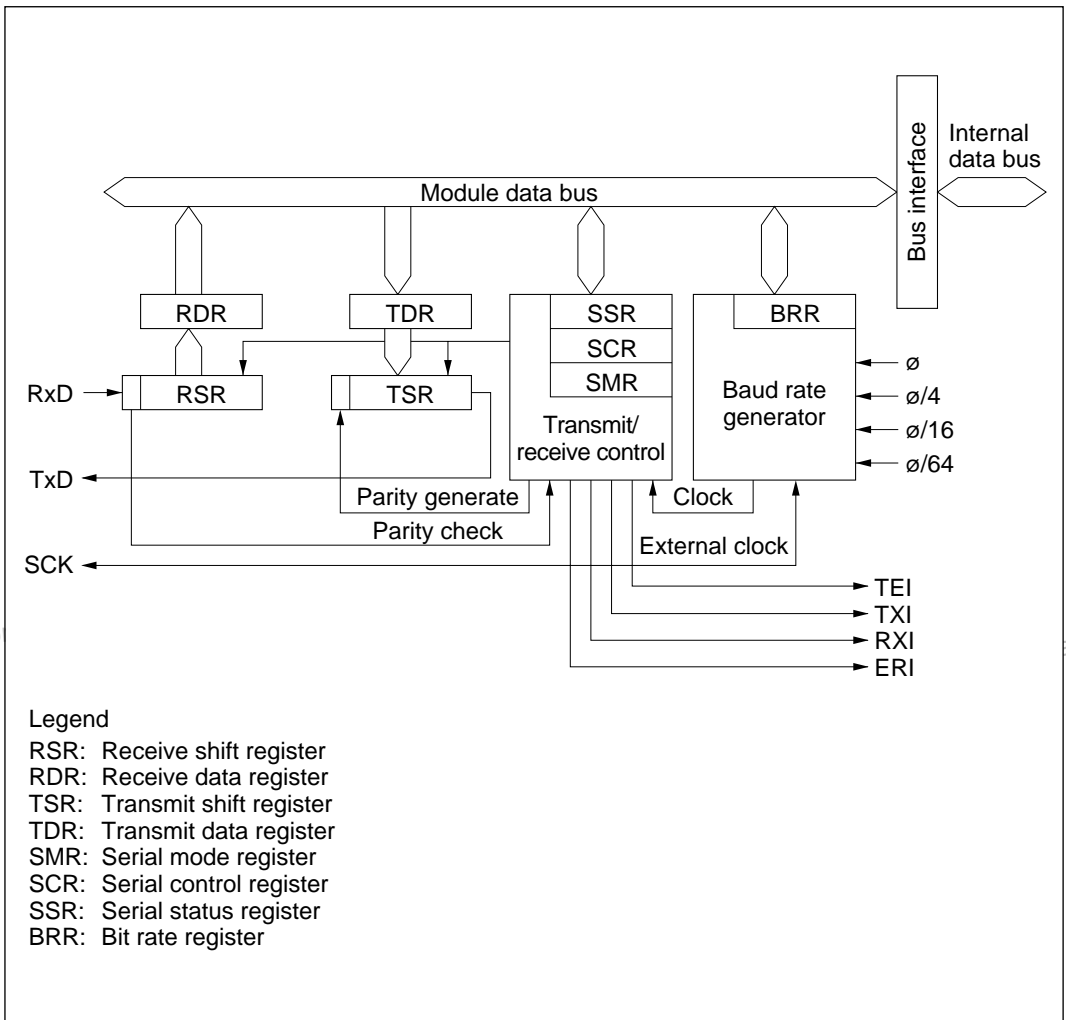 Internal
data bus
Bus interface
Module data bus
RDR
TDR
SSR
BRR
SCR
RSR
TSR
SMR
Baud rate
generator
Transmit/
receive control
RxD
TxD
SCK
ø
ø/4
ø/16
ø/64
Parity generate
Clock
Parity check
External clock
TEI
TXI
RXI
ERI
Legend
RSR: Receive shift register
RDR: Receive data register
TSR: Transmit shift register
TDR: Transmit data register
SMR: Serial mode register
SCR: Serial control register
SSR: Serial status register
BRR: Bit rate register